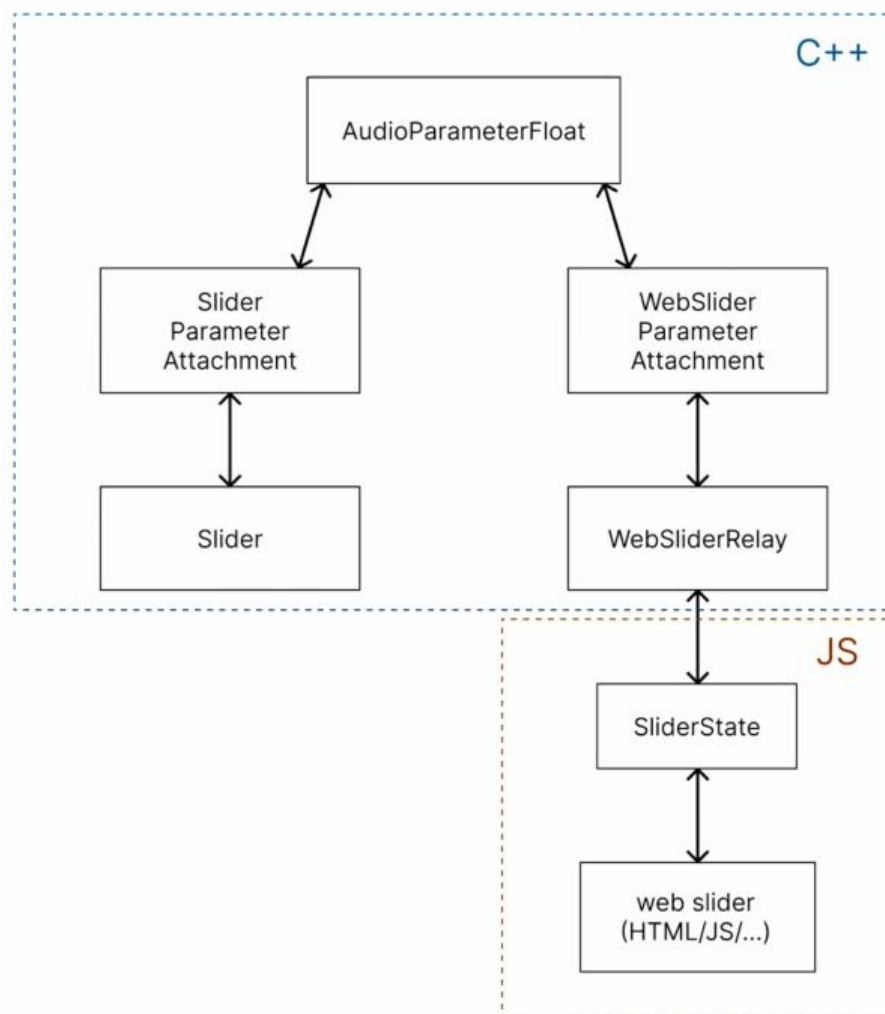 C++
AudioParameterFloat
Slider
Parameter
Attachment
WebSlider
Parameter
Attachment
Slider
WebSliderRelay
JS
SliderState
web slider
(HTML/JS/...)